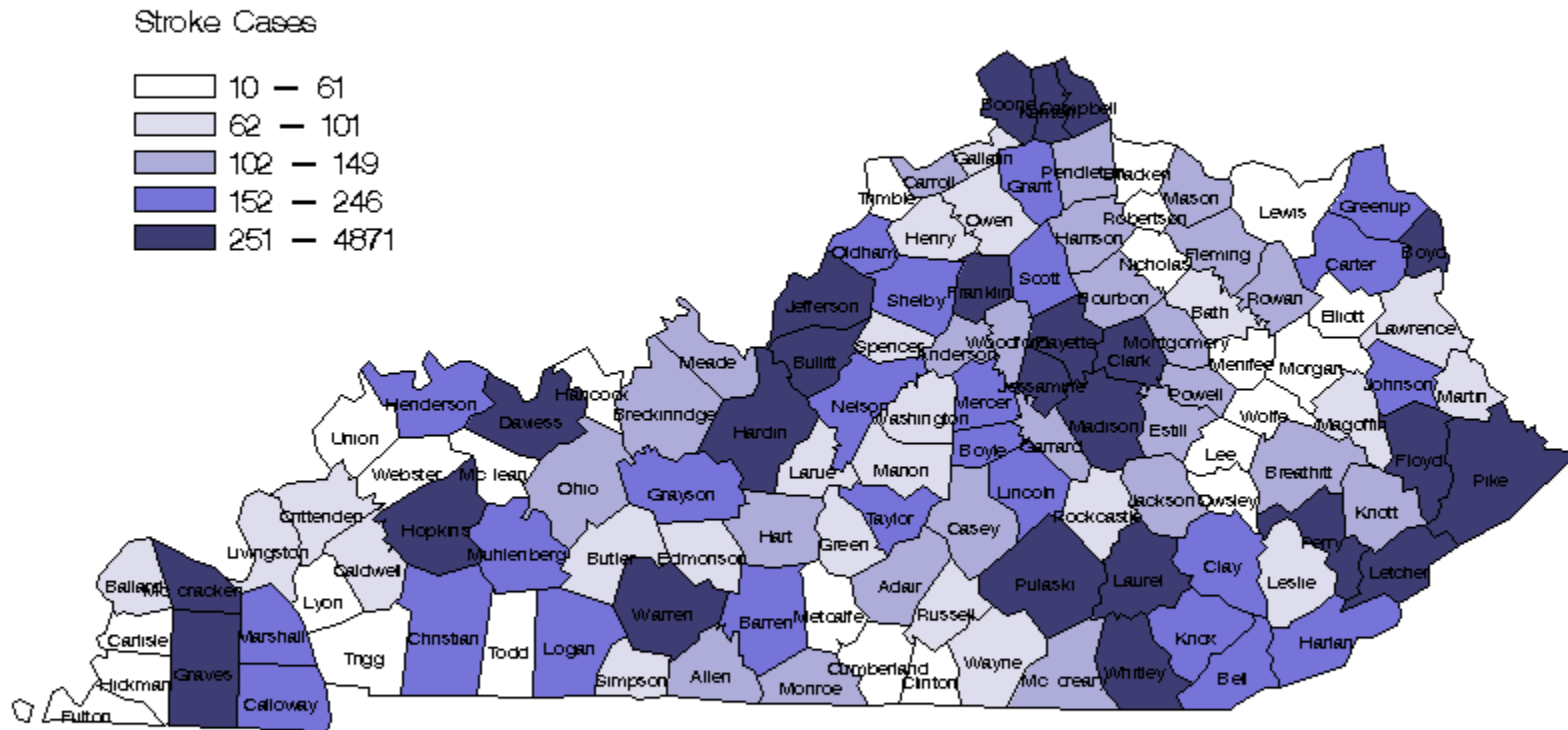 Stroke Cases
10 — 61
62 — 101
102 — 149
152 — 246
251 — 4871
Boone
Kenton
Campbell
Gallatin
Carroll
Grant
Pendleton
Bracken
Mason
Trimble
Owen
Robertson
Lewis
Greenup
Henry
Harrison
Oldham
Nicholas
Fleming
Carter
Boyd
Shelby
Franklin
Scott
Jefferson
Bourbon
Rowan
Bath
Elliott
Lawrence
Spencer
Anderson
Woodford
Fayette
Clark
Montgomery
Bullitt
Meade
Menifee
Morgan
Johnson
Martin
Hancock
Henderson
Daviess
Breckinridge
Nelson
Washington
Mercer
Jessamine
Powell
Wolfe
Magoffin
Union
Hardin
Madison
Estill
Garrard
Boyle
Lee
Floyd
Pike
Webster
Mc lean
Larue
Marion
Breathitt
Ohio
Grayson
Lincoln
Jackson
Owsley
Knott
Crittenden
Hopkins
Taylor
Rockcastle
Casey
Hart
Green
Perry
Livingston
Muhlenberg
Butler
Edmonson
Caldwell
Clay
Letcher
Leslie
Ballard
Mc cracken
Lyon
Adair
Pulaski
Laurel
Warren
Metcalfe
Russell
Barren
Carlisle
Marshall
Christian
Knox
Harlan
Trigg
Todd
Logan
Wayne
Cumberland
Clinton
Graves
Hickman
Simpson
Allen
Monroe
Mc creary
Whitley
Bell
Calloway
Fulton